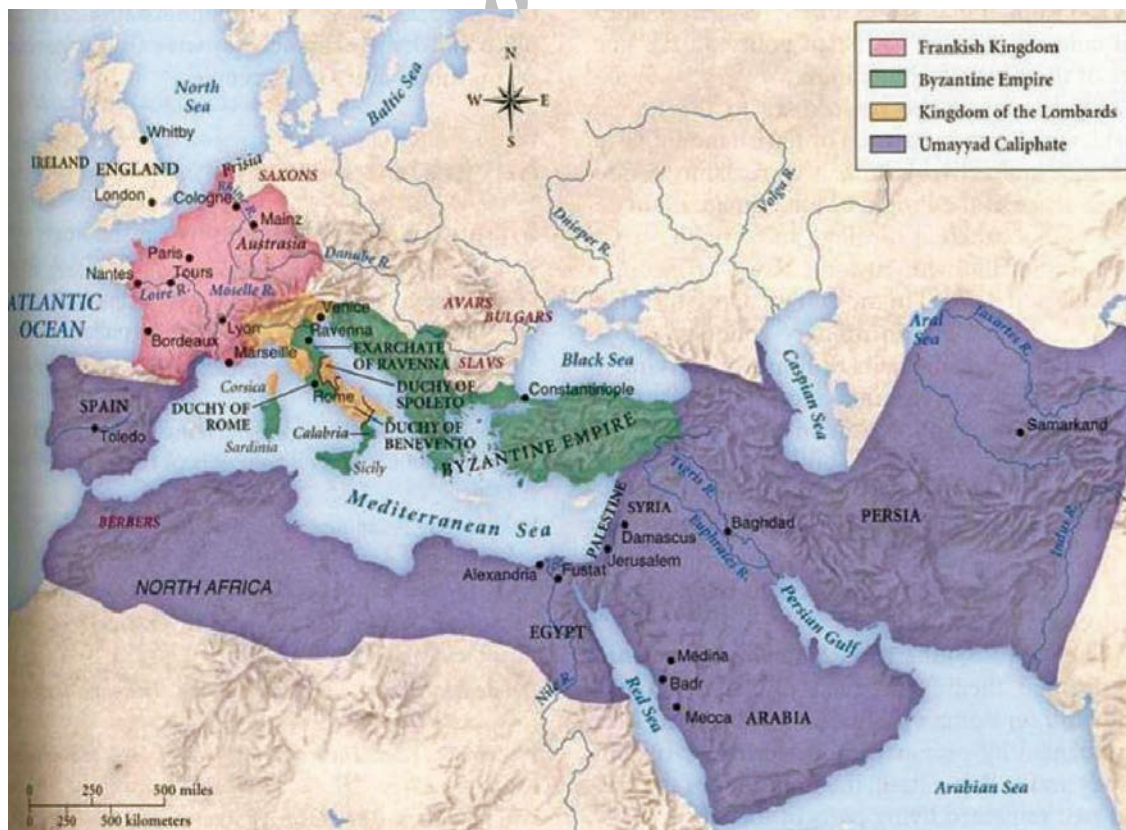 Frankish Kingdom
Byzantine Empire
Kingdom of the Lombards
Umayyad Caliphate
N
W
E
S
North
Sea
Baltic Sea
Whitby
IRELAND
ENGLAND
London
Frisia
SAXONS
Cologne
Rhine R.
Mainz
Austrasia
Paris
Nantes
Tours
Loire R.
Moselle R.
Danube R.
Dnieper R.
Volga R.
ATLANTIC
OCEAN
Bordeaux
Lyon
Marseille
Venice
Ravenna
EXARCHATE
OF RAVENNA
AVARS
BULGARS
SLAVS
Black Sea
Caspian Sea
Aral
Sea
Jaxartes R.
Corsica
DUCHY OF
ROME
Rome
DUCHY OF
SPOLETO
DUCHY OF
BENEVENTO
Constantinople
SPAIN
Toledo
Sardinia
Calabria
Sicily
BYZANTINE EMPIRE
Samarkand
Mediterranean Sea
BERBERS
NORTH AFRICA
Alexandria
Fustat
EGYPT
Nile R.
PALESTINE
SYRIA
Damascus
Jerusalem
Tigris R.
Euphrates R.
Baghdad
PERSIA
Indus R.
Persian Gulf
Red Sea
Medina
Badr
Mecca
ARABIA
Arabian Sea
0 250 500 miles
0 250 500 kilometers